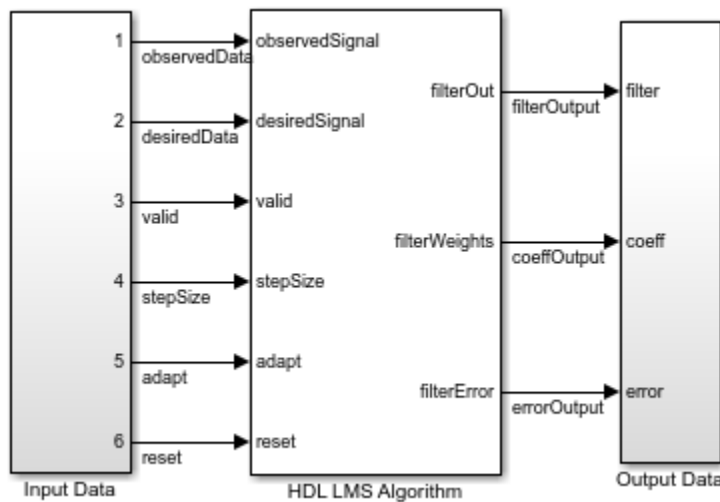 1
observedData
2
desiredData
3
valid
4
stepSize
5
adapt
6
reset
Input Data
observedSignal
desiredSignal
valid
stepSize
adapt
reset
filterOut
filterWeights
filterError
HDL LMS Algorithm
filterOutput
coeffOutput
errorOutput
filter
coeff
error
Output Data